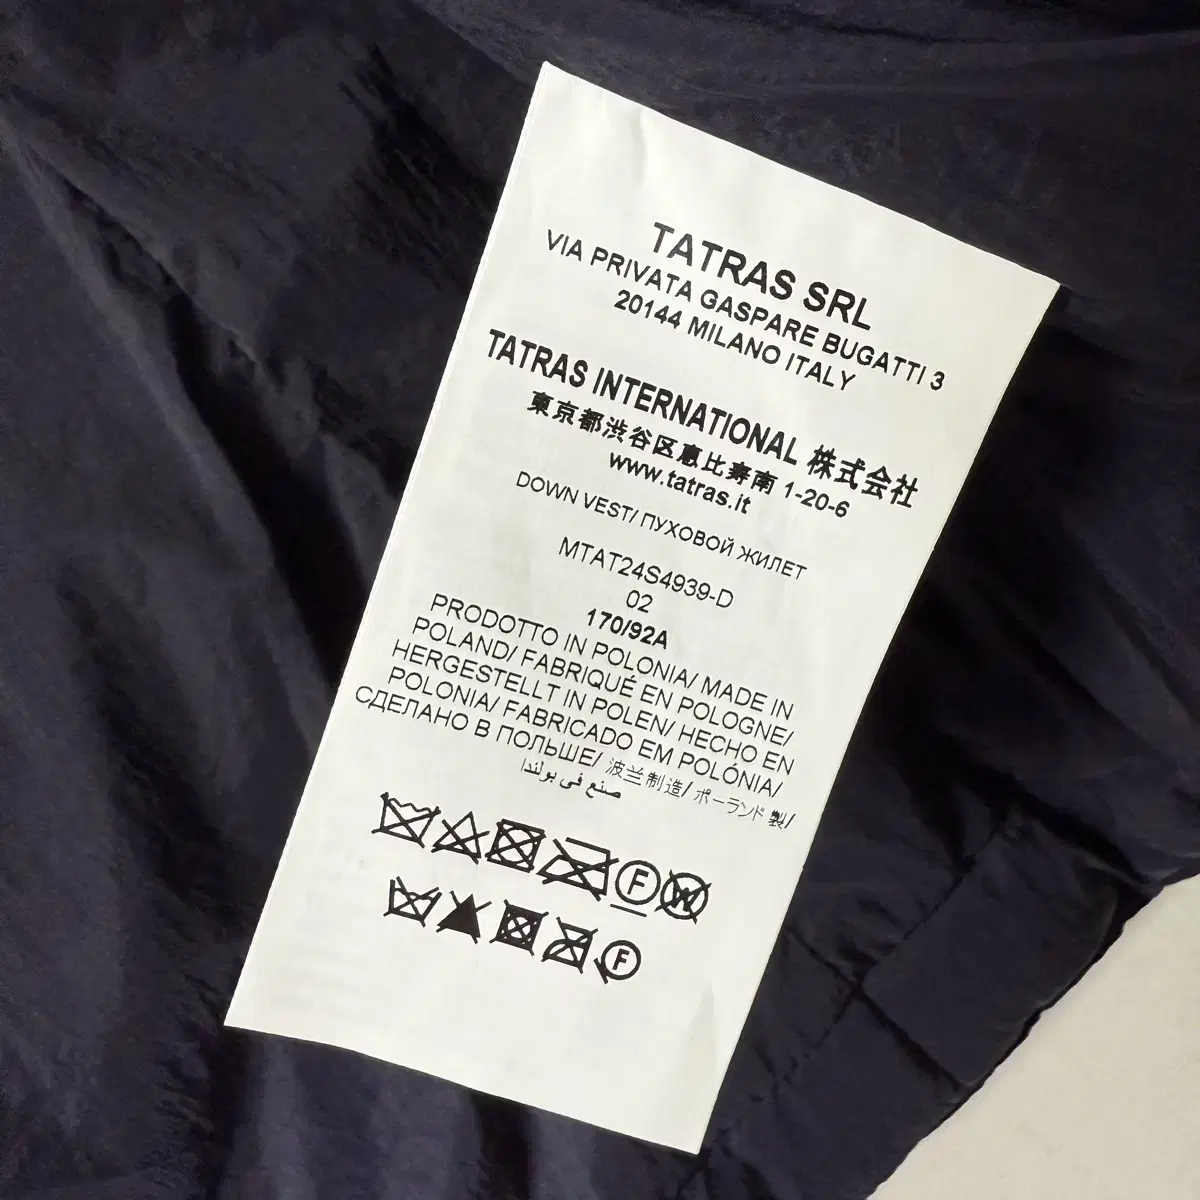 TATRAS SRL
VIA PRIVATA GASPARE BUGATTI 3
20144 MILANO ITALY
TATRAS INTERNATIONAL 株式会社
東京都渋谷区恵比寿南 1-20-6
www.tatras.it
DOWN VEST/ ПУХОВОЙ ЖИЛЕТ
MTAT24S4939-D
02
170/92A
PRODOTTO IN POLONIA/ MADE IN
POLAND/ FABRIQUÉ EN POLOGNE/
HERGESTELLT IN POLEN/ HECHO EN
POLONIA/ FABRICADO EM POLÓNIA/
СДЕЛАНО В ПОЛЬШЕ/ 波兰制造/ ポーランド 製/
صنع في بولندا
F W
F